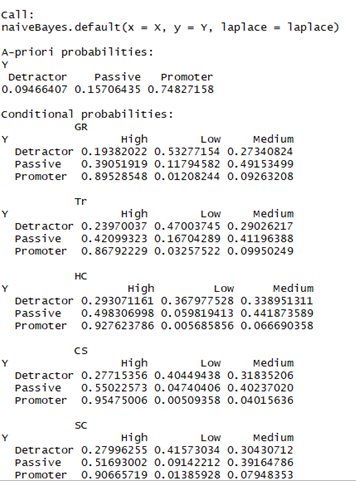 Call:
naiveBayes.default(x = X, y = Y, laplace = laplace)
A-priori probabilities:
Y
Detractor Passive Promoter
0.09466407 0.15706435 0.74827158
Conditional probabilities:
GR
Y High Low Medium
Detractor 0.19382022 0.53277154 0.27340824
Passive 0.39051919 0.11794582 0.49153499
Promoter 0.89528548 0.01208244 0.09263208
Tr
Y High Low Medium
Detractor 0.23970037 0.47003745 0.29026217
Passive 0.42099323 0.16704289 0.41196388
Promoter 0.86792229 0.03257522 0.09950249
HC
Y High Low Medium
Detractor 0.293071161 0.367977528 0.338951311
Passive 0.498306998 0.059819413 0.441873589
Promoter 0.927623786 0.005685856 0.066690358
CS
Y High Low Medium
Detractor 0.27715356 0.40449438 0.31835206
Passive 0.55022573 0.04740406 0.40237020
Promoter 0.95475006 0.00509358 0.04015636
SC
Y High Low Medium
Detractor 0.27996255 0.41573034 0.30430712
Passive 0.51693002 0.09142212 0.39164786
Promoter 0.90665719 0.01385928 0.07948353